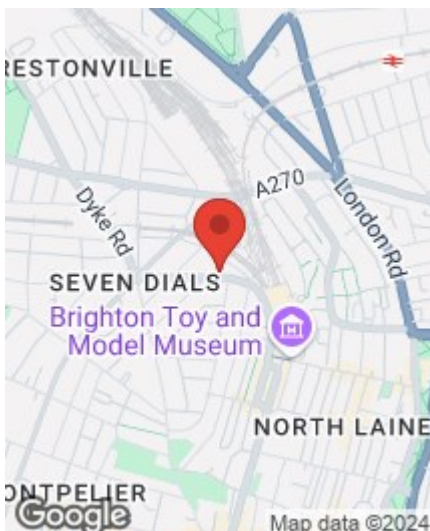 RESTONVILLE
A270
Dyke Rd
London Rd
SEVEN DIALS
Brighton Toy and
Model Museum
NORTH LAINE
ONTPELIER
Google
Map data ©2024